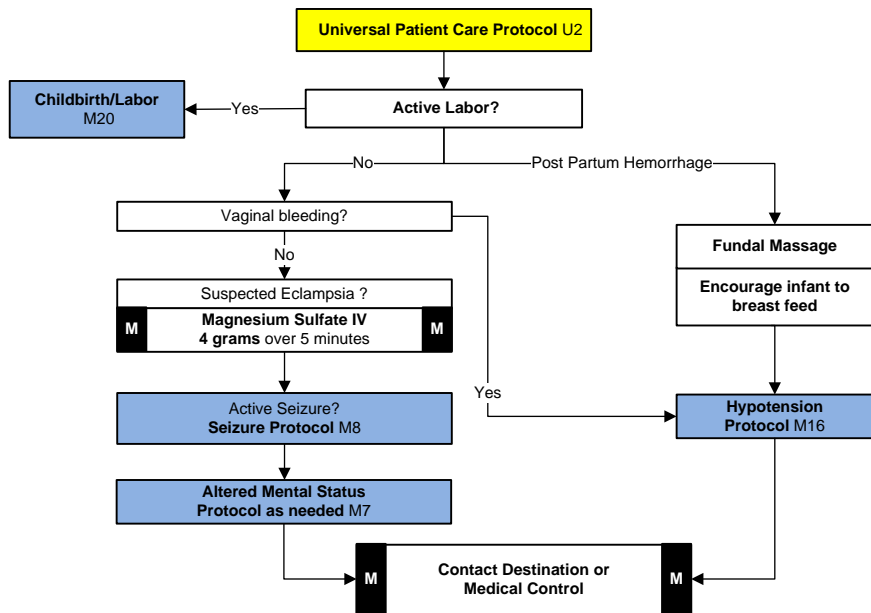 Universal Patient Care Protocol U2
Childbirth/Labor
M20
Yes
Active Labor?
No
Post Partum Hemorrhage
Vaginal bleeding?
Fundal Massage
No
Encourage infant to
breast feed
Suspected Eclampsia ?
M
Magnesium Sulfate IV
4 grams over 5 minutes
M
Yes
Active Seizure?
Seizure Protocol M8
Hypotension
Protocol M16
Altered Mental Status
Protocol as needed M7
M
Contact Destination or
Medical Control
M